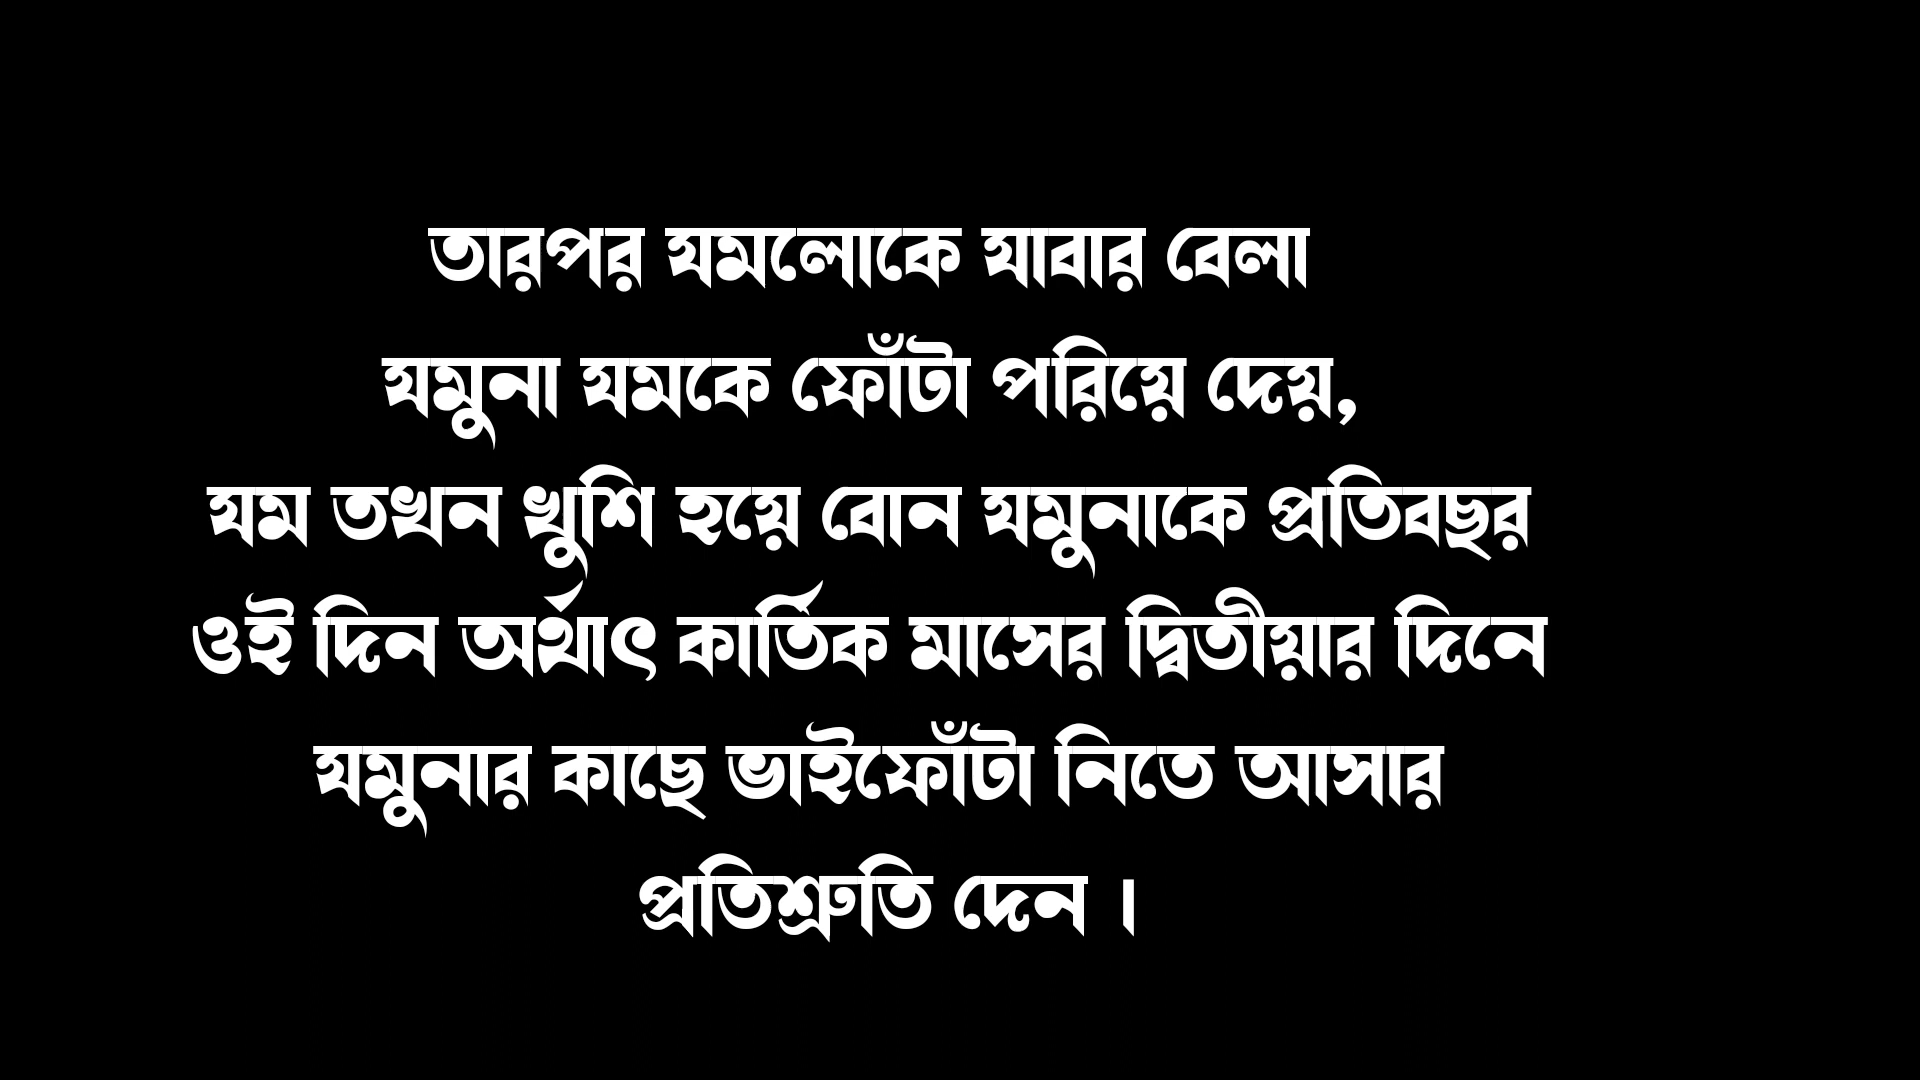 তারপর যমলোকে যাবার বেলা
যমুনা যমকে ফোঁটা পরিয়ে দেয়,
যম তখন খুশি হয়ে বোন যমুনাকে প্রতিবছর
ওই দিন অর্থাৎ কার্তিক মাসের দ্বিতীয়ার দিনে
যমুনার কাছে ভাইফোঁটা নিতে আসার
প্রতিশ্রুতি দেন ।